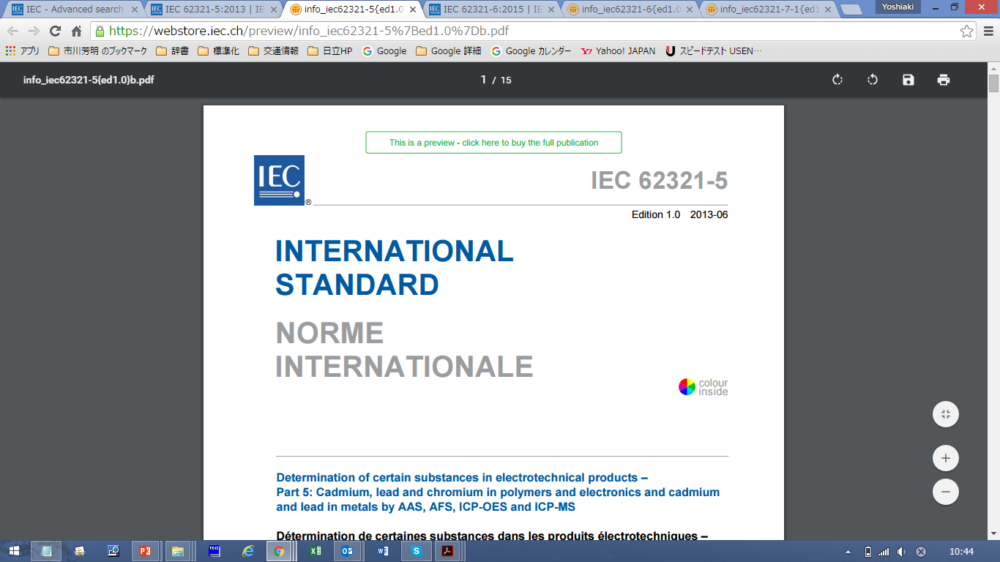 IEC - Advanced search
IEC 62321-5:2013 | IE
info_iec62321-5{ed1.0
IEC 62321-6:2015 | IE
info_iec62321-6{ed1.0
info_iec62321-7-1{ed1
Yoshiaki
https://webstore.iec.ch/preview/info_iec62321-5%7Bed1.0%7Db.pdf
アプリ 市川芳明 のブックマーク 辞書 標準化 交通情報 日立HP Google Google 詳細 Google カレンダー Yahoo! JAPAN スピードテスト USEN…
info_iec62321-5{ed1.0}b.pdf
1 / 15
This is a preview - click here to buy the full publication
IEC
®
IEC 62321-5
Edition 1.0 2013-06
INTERNATIONAL
STANDARD
NORME
INTERNATIONALE
colour
inside
Determination of certain substances in electrotechnical products –
Part 5: Cadmium, lead and chromium in polymers and electronics and cadmium
and lead in metals by AAS, AFS, ICP-OES and ICP-MS
Détermination de certaines substances dans les produits électrotechniques –
10:44